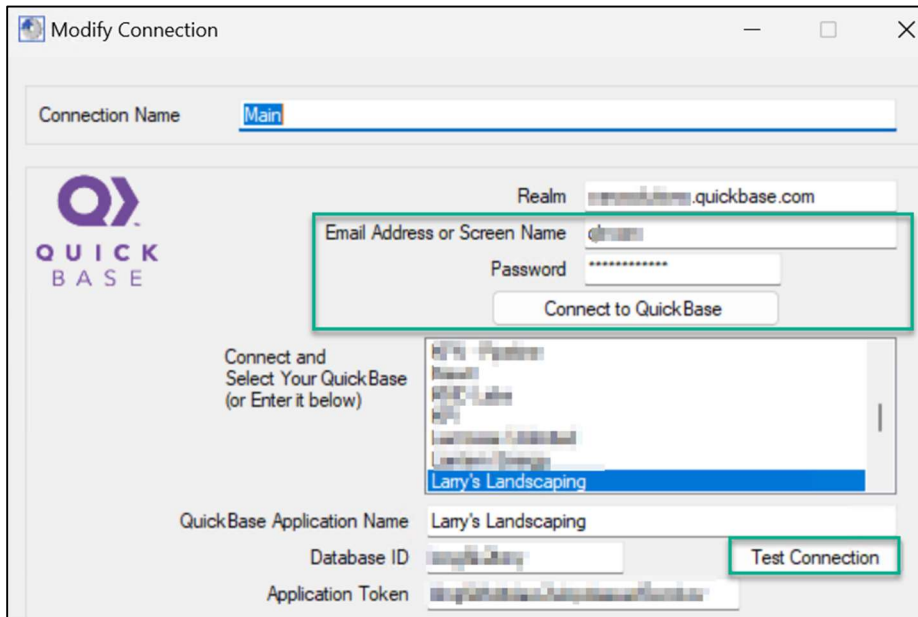 Modify Connection
Connection Name Main
QUICK
BASE
Realm .quickbase.com
Email Address or Screen Name
Password ************
Connect to QuickBase
Connect and
Select Your QuickBase
(or Enter it below)
Larry's Landscaping
QuickBase Application Name Larry's Landscaping
Database ID
Test Connection
Application Token